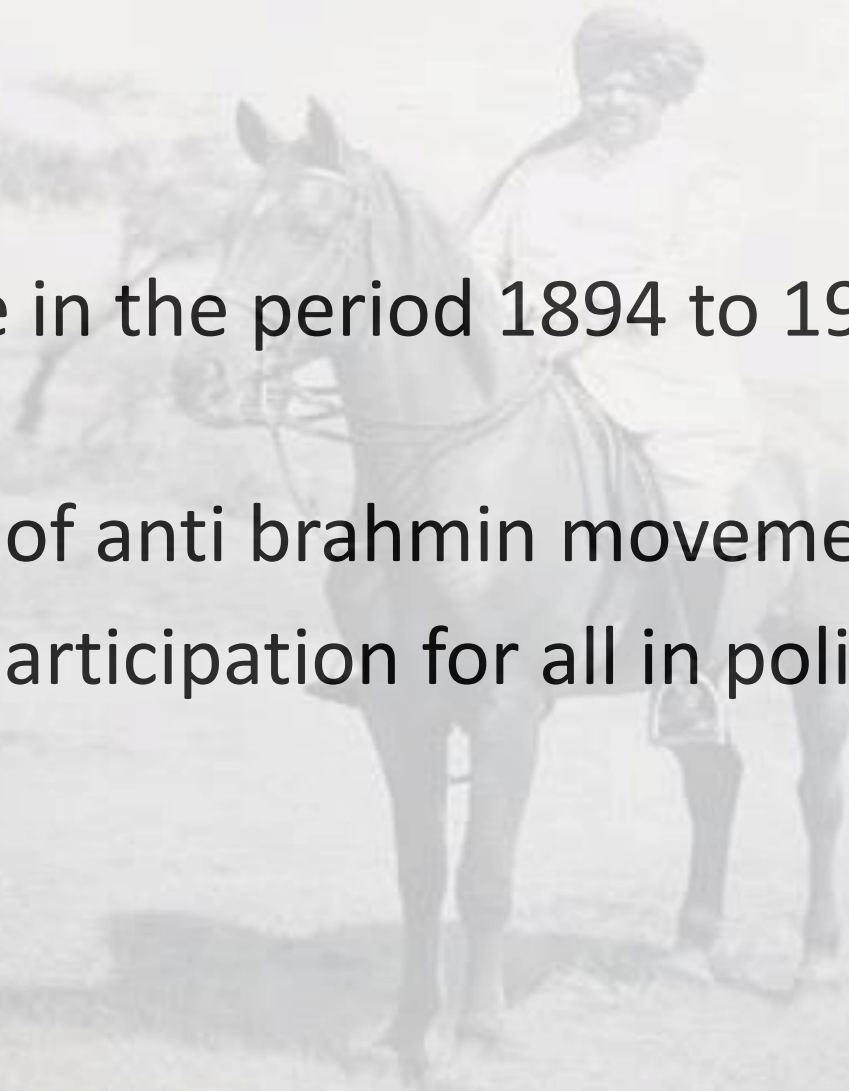 e in the period 1894 to 19
of anti brahmin moveme
articipation for all in poli